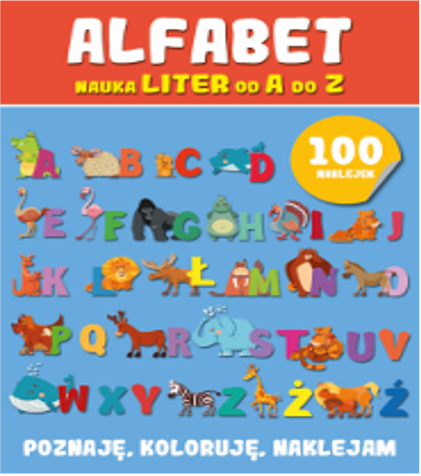 ALFABET
NAUKA LITER OD A DO Z
100
NAKLEJEK
A B C D
E F G H I J
K L Ł M N O
P Q R S T U V
W X Y Z Ż Ź
POZNAJĘ, KOLORUJĘ, NAKLEJAM